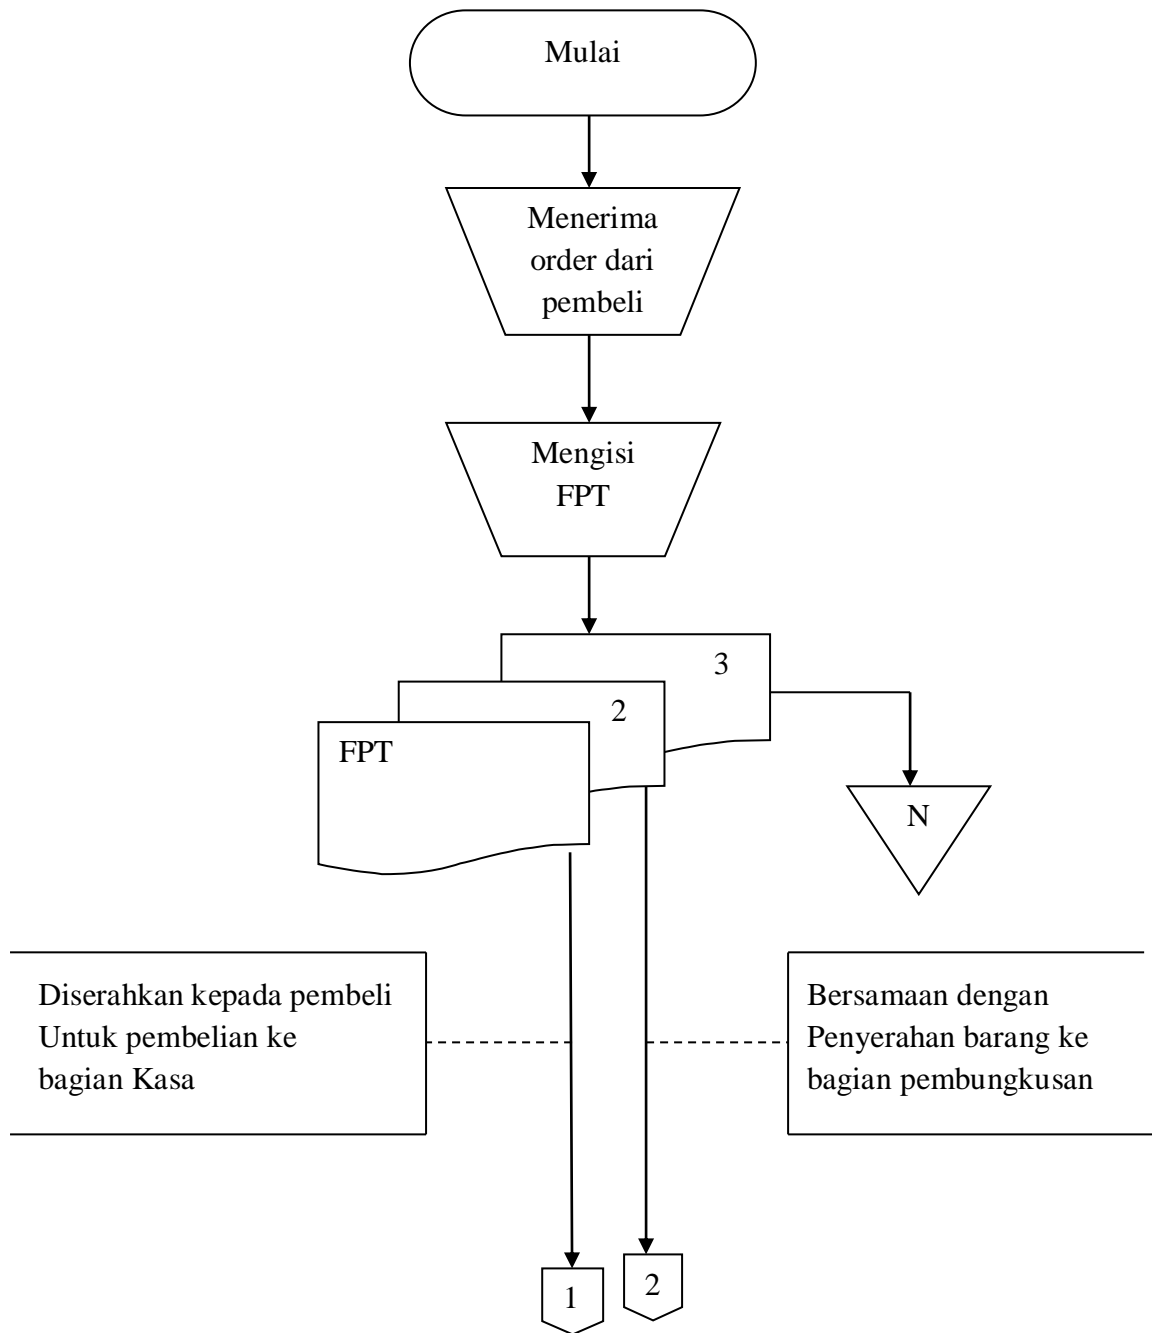 Mulai
Menerima
order dari
pembeli
Mengisi
FPT
3
2
FPT
N
Diserahkan kepada pembeli
Untuk pembelian ke
bagian Kasa
Bersamaan dengan
Penyerahan barang ke
bagian pembungkusan
1
2